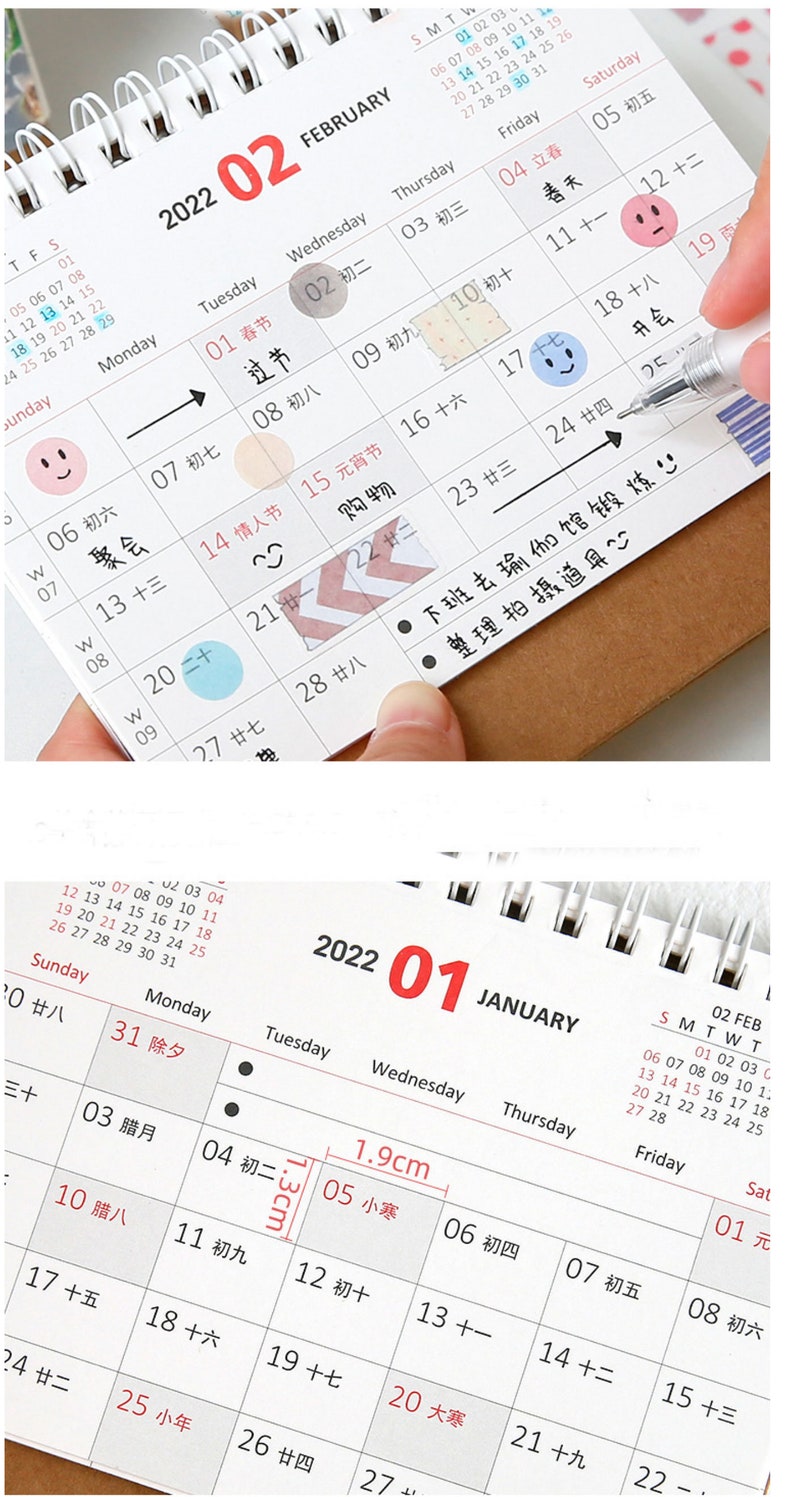 S M T W
01 02 03
06 07 08 09 10 11 12
13 14 15 16 17 18 19
20 21 22 23 24 25 26
27 28 29 30 31
2022 02 FEBRUARY
T F S
01
05 06 07 08
11 12 13 14 15
18 19 20 21 22
24 25 26 27 28 29
Sunday Monday Tuesday Wednesday Thursday Friday Saturday
01 春节 02 初二 03 初三 04 立春 05 初五
过节 春天
W 07
06 初六 07 初七 08 初八 09 初九 10 初十 11 十一 12 十二
聚会
W 08
13 十三 14 情人节 15 元宵节 16 十六 17 十七 18 十八 19
购物 开会
W 09
20 二十 21 廿一 22 廿二 23 廿三 24 廿四 25
27 廿七 28 廿八
下班去瑜伽馆锻炼
整理拍摄道具
02 03 04
12 06 07 08 09 10 11
12 13 14 15 16 17 18
19 20 21 22 23 24 25
26 27 28 29 30 31
2022 01 JANUARY
02 FEB
S M T W T
01 02 03
06 07 08 09 10
13 14 15 16 17 18
20 21 22 23 24 25
27 28
Sunday Monday Tuesday Wednesday Thursday Friday
30 廿八 31 除夕 01
三十 03 腊月 04 初二 05 小寒 06 初四 07 初五 08 初六
1.9cm
1.3cm
10 腊八 11 初九 12 初十 13 十一 14 十二 15 十三
17 十五 18 十六 19 十七 20 大寒 21 十九 22
24 廿二 25 小年 26 廿四 27